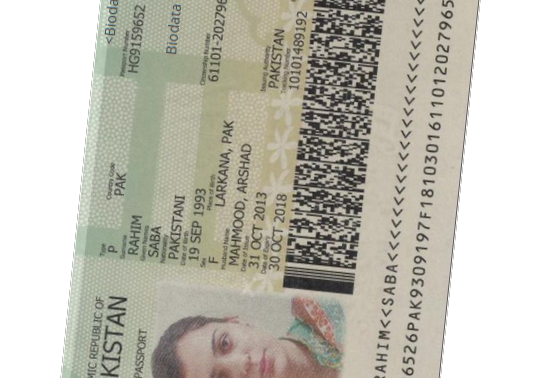 MIC REPUBLIC OF
KISTAN
PASSPORT
<Bioda
Biodata
Type
P
Country Code
PAK
Passport Number
HG9159652
Surname
RAHIM
Given Names
SABA
Nationality
PAKISTANI
Date of Birth
19 SEP 1993
Citizenship Number
61101-202796
Sex
F
Place of Birth
LARKANA, PAK
Husband Name
MAHMOOD, ARSHAD
Date of Issue
31 OCT 2013
Issuing Authority
PAKISTAN
Date of Expiry
30 OCT 2018
Tracking Number
10101489192
RAHIM<<SABA<<<<<<<<<<<<<<<<<<
6526PAK9309197F1810301611012027965